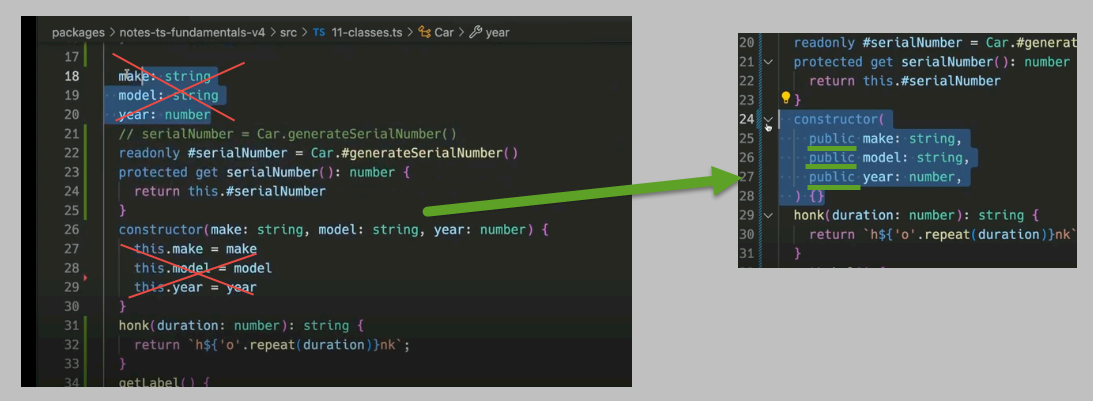 packages > notes-ts-fundamentals-v4 > src > TS 11-classes.ts > Car > year
17
18 make: string
19 model: string
20 year: number
21 // serialNumber = Car.generateSerialNumber()
22 readonly #serialNumber = Car.#generateSerialNumber()
23 protected get serialNumber(): number {
24 return this.#serialNumber
25 }
26 constructor(make: string, model: string, year: number) {
27 this.make = make
28 this.model = model
29 this.year = year
30 }
31 honk(duration: number): string {
32 return `h${'o'.repeat(duration)}nk`;
33 }
34 getLabel() {
20 readonly #serialNumber = Car.#generat
21 protected get serialNumber(): number
22 return this.#serialNumber
23 }
24 constructor(
25 public make: string,
26 public model: string,
27 public year: number,
28 ) {}
29 honk(duration: number): string {
30 return `h${'o'.repeat(duration)}nk`
31 }